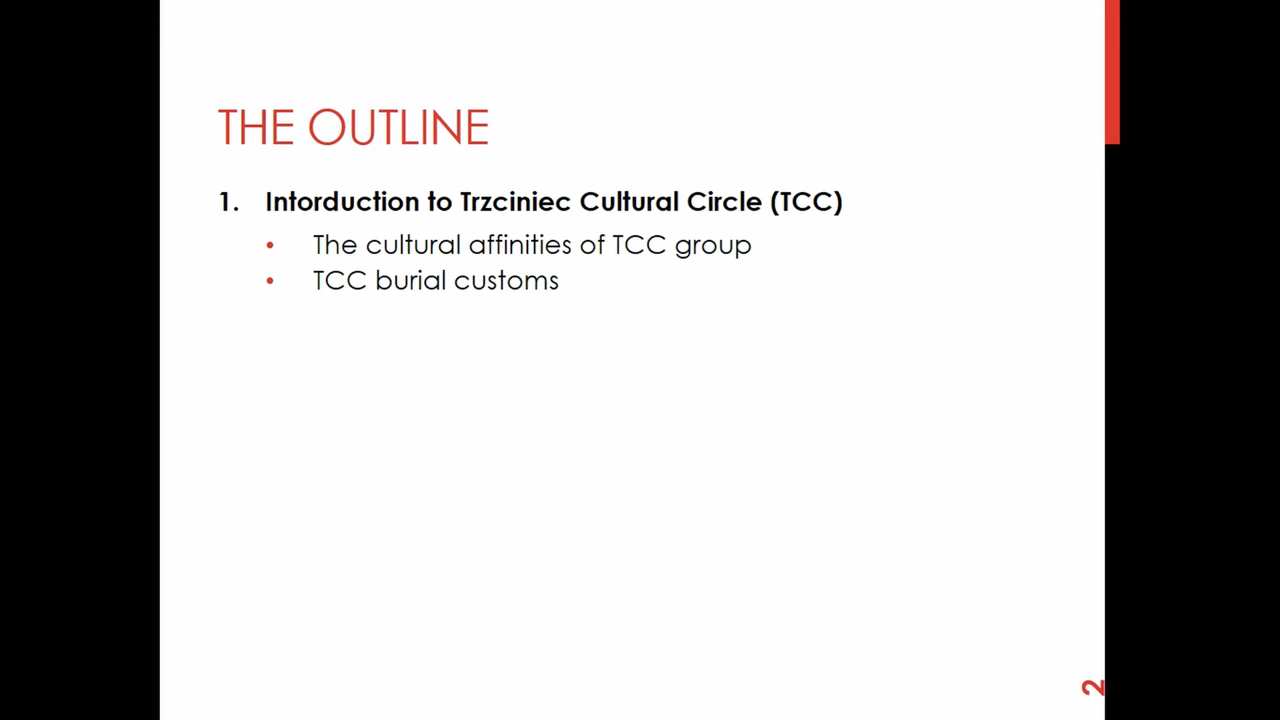 THE OUTLINE
1. Intorduction to Trzciniec Cultural Circle (TCC)
• The cultural affinities of TCC group
• TCC burial customs
2